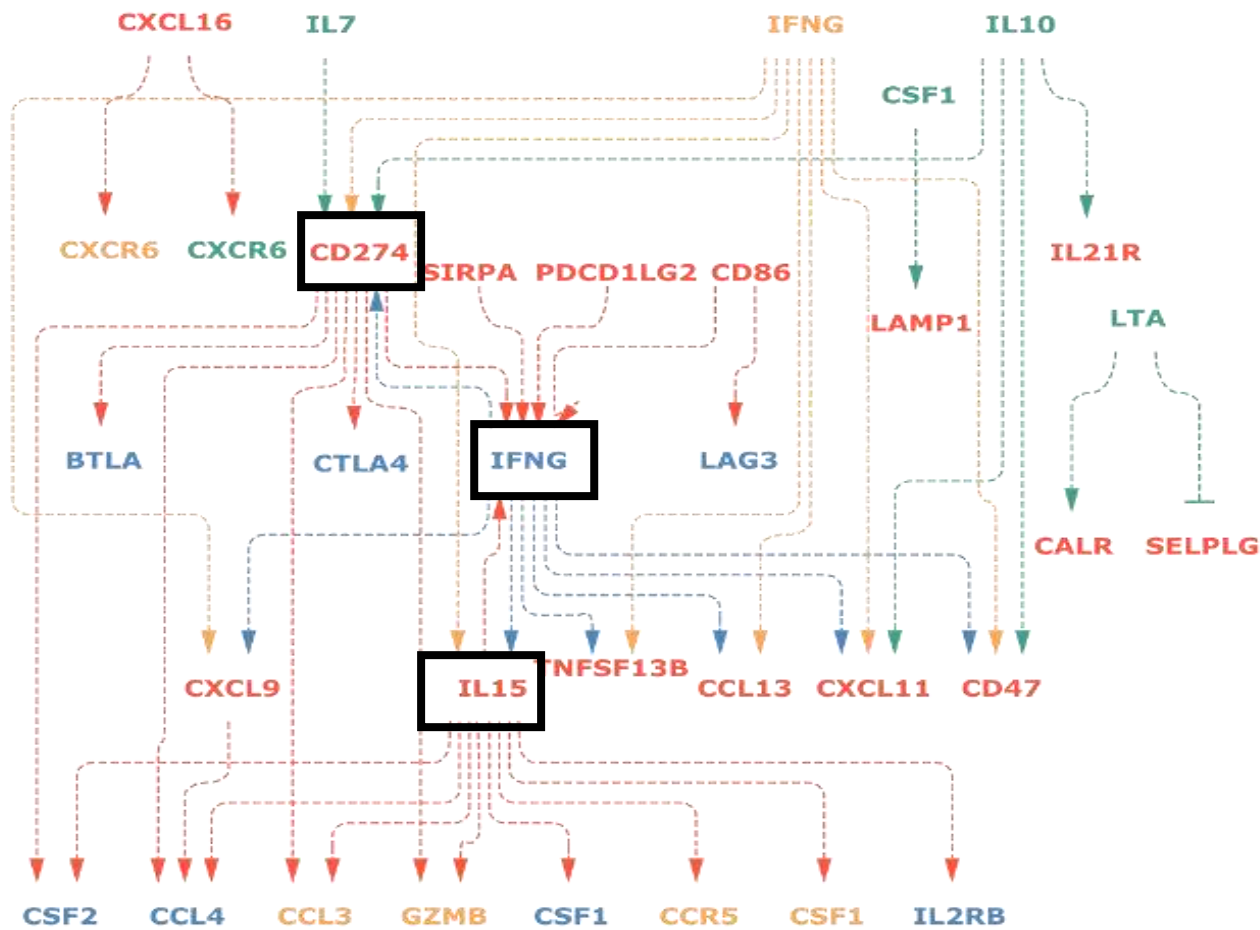 CXCL16 IL7 IFNG IL10
CSF1
CXCR6 CXCR6 CD274 IL21R
SIRPA PDCD1LG2 CD86
LAMP1 LTA
BTLA CTLA4 IFNG LAG3
CALR SELPLG
TNFSF13B
CXCL9 IL15 CCL13 CXCL11 CD47
CSF2 CCL4 CCL3 GZMB CSF1 CCR5 CSF1 IL2RB